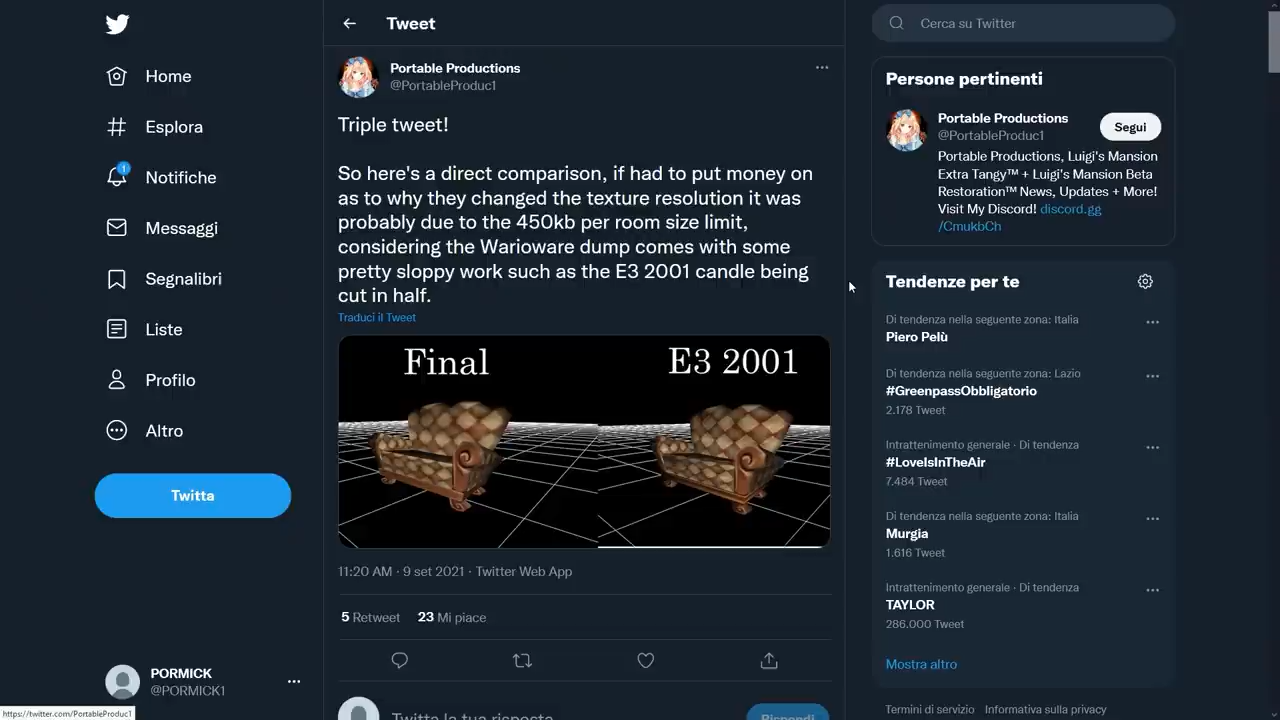 Home
Esplora
1
Notifiche
Messaggi
Segnalibri
Liste
Profilo
Altro
Twitta
PORMICK
@PORMICK1
https://twitter.com/PortableProduc1
Tweet
Portable Productions
@PortableProduc1
Triple tweet!
So here's a direct comparison, if had to put money on
as to why they changed the texture resolution it was
probably due to the 450kb per room size limit,
considering the Warioware dump comes with some
pretty sloppy work such as the E3 2001 candle being
cut in half.
Traduci il Tweet
Final
E3 2001
11:20 AM · 9 set 2021 · Twitter Web App
5 Retweet 23 Mi piace
Twitta la tua risposta
Rispondi
Cerca su Twitter
Persone pertinenti
Portable Productions
@PortableProduc1
Segui
Portable Productions, Luigi's Mansion
Extra Tangy™ + Luigi's Mansion Beta
Restoration™ News, Updates + More!
Visit My Discord! discord.gg
/CmukbCh
Tendenze per te
Di tendenza nella seguente zona: Italia
Piero Pelù
Di tendenza nella seguente zona: Lazio
#GreenpassObbligatorio
2.178 Tweet
Intrattenimento generale · Di tendenza
#LoveIsInTheAir
7.484 Tweet
Di tendenza nella seguente zona: Italia
Murgia
1.616 Tweet
Intrattenimento generale · Di tendenza
TAYLOR
286.000 Tweet
Mostra altro
Termini di servizio Informativa sulla privacy